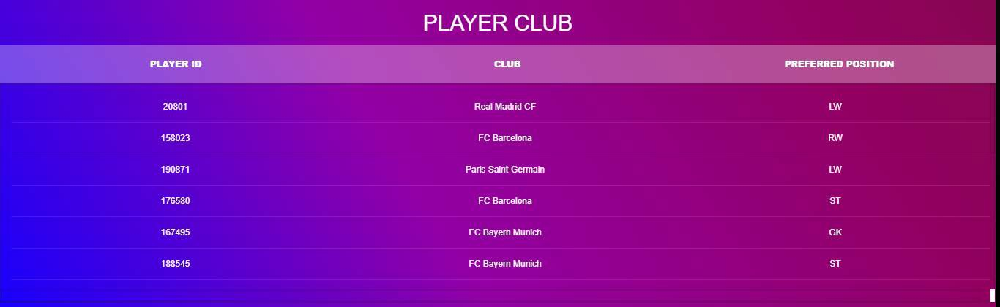 PLAYER CLUB
PLAYER ID CLUB PREFERRED POSITION
20801 Real Madrid CF LW
158023 FC Barcelona RW
190871 Paris Saint-Germain LW
176580 FC Barcelona ST
167495 FC Bayern Munich GK
188545 FC Bayern Munich ST